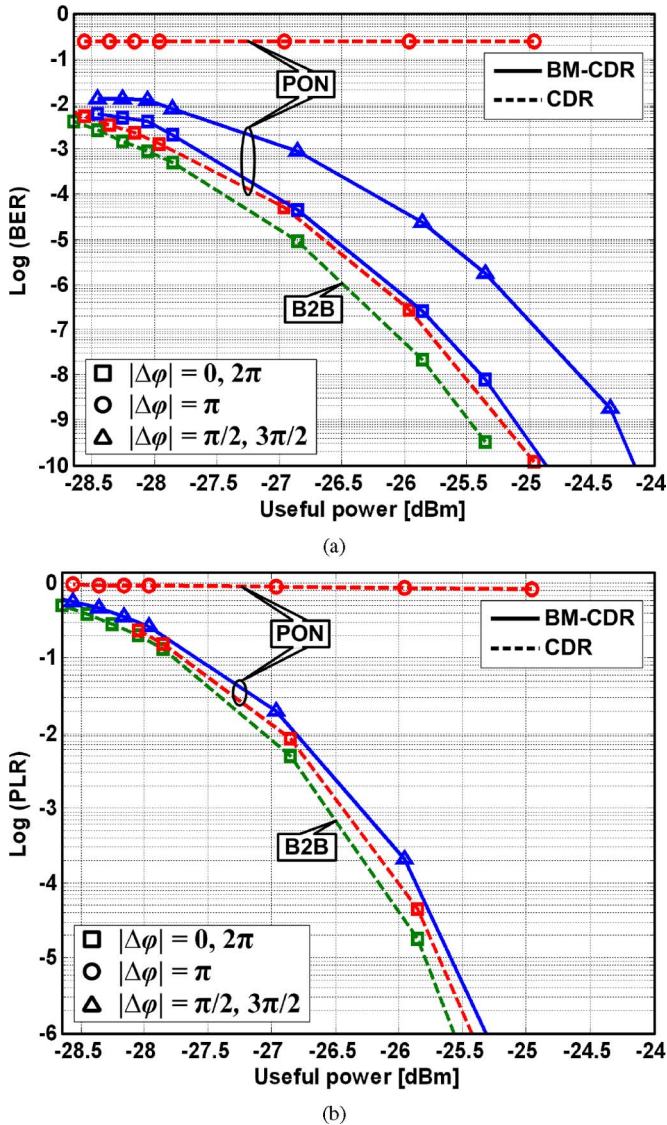 0
-1
-2
-3
-4
-5
-6
-7
-8
-9
-10
Log (BER)
PON
BM-CDR
CDR
B2B
|Δφ| = 0, 2π
|Δφ| = π
|Δφ| = π/2, 3π/2
-28.5 -28 -27.5 -27 -26.5 -26 -25.5 -25 -24.5 -24
Useful power [dBm]
(a)
0
-1
-2
-3
-4
-5
-6
Log (PLR)
PON
BM-CDR
CDR
B2B
|Δφ| = 0, 2π
|Δφ| = π
|Δφ| = π/2, 3π/2
-28.5 -28 -27.5 -27 -26.5 -26 -25.5 -25 -24.5 -24
Useful power [dBm]
(b)